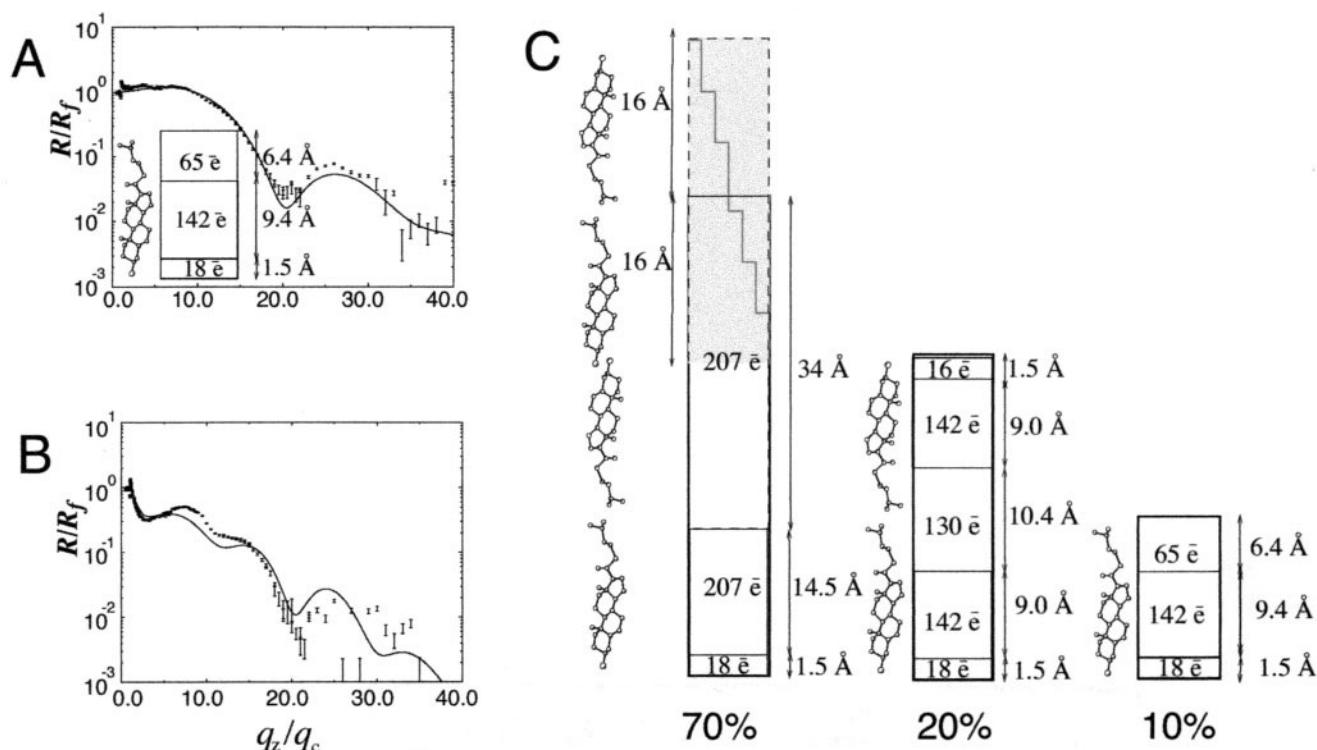 A
R/R_f
10^1
10^0
10^-1
10^-2
10^-3
65 ē
142 ē
18 ē
6.4 Å
9.4 Å
1.5 Å
0.0 10.0 20.0 30.0 40.0
B
R/R_f
10^1
10^0
10^-1
10^-2
10^-3
0.0 10.0 20.0 30.0 40.0
q_z/q_c
C
16 Å
16 Å
207 ē
34 Å
207 ē
14.5 Å
18 ē
1.5 Å
70%
16 ē
1.5 Å
142 ē
9.0 Å
130 ē
10.4 Å
142 ē
9.0 Å
18 ē
1.5 Å
20%
65 ē
6.4 Å
142 ē
9.4 Å
18 ē
1.5 Å
10%